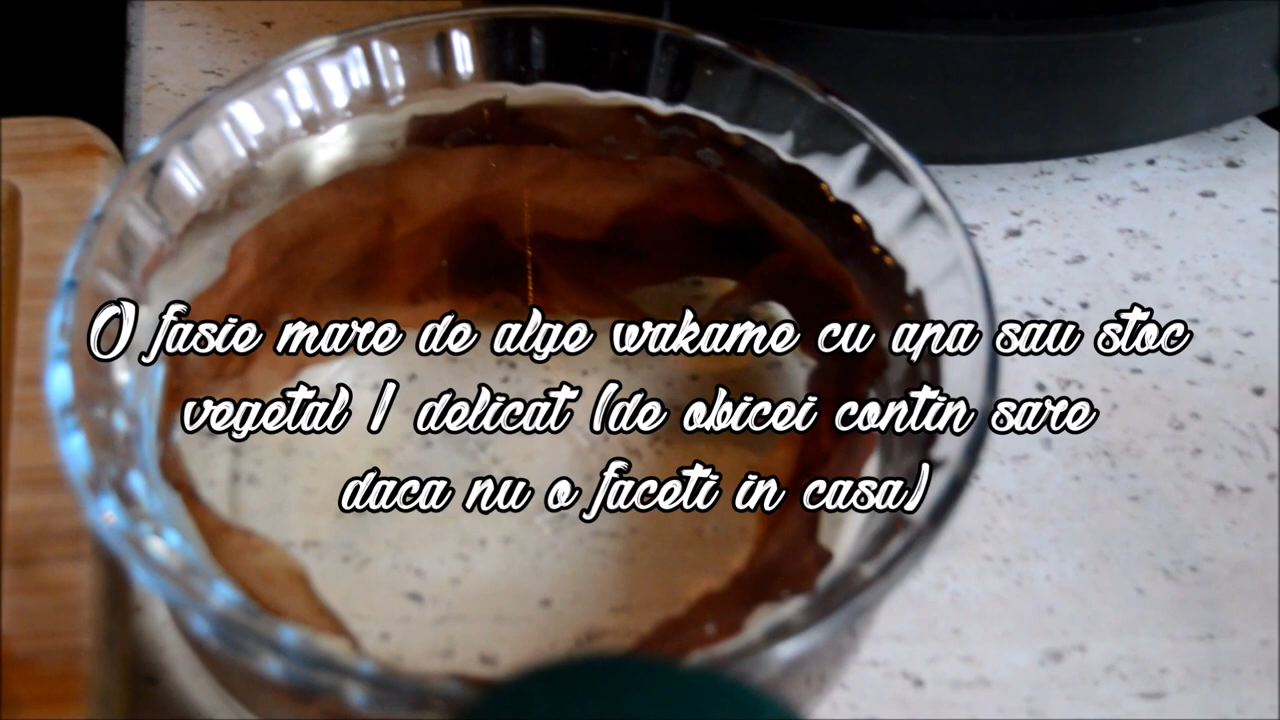 O fasie mare de alge wakame cu apa sau stoc
vegetal / delicat (de obicei contin sare
daca nu o faceti in casa)